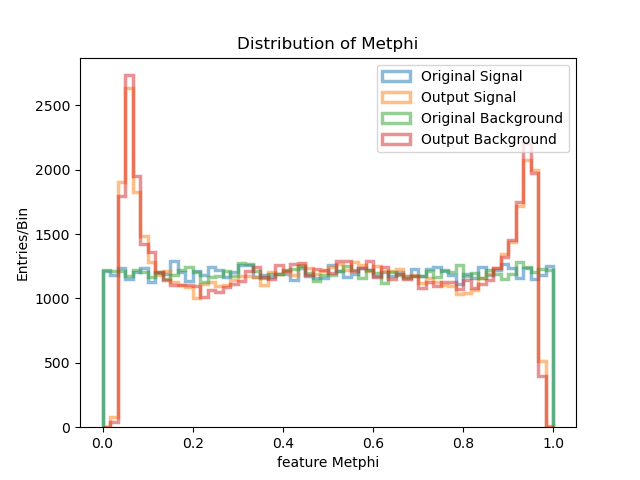 Distribution of Metphi
Original Signal
Output Signal
Original Background
Output Background
Entries/Bin
2500
2000
1500
1000
500
0
0.0 0.2 0.4 0.6 0.8 1.0
feature Metphi